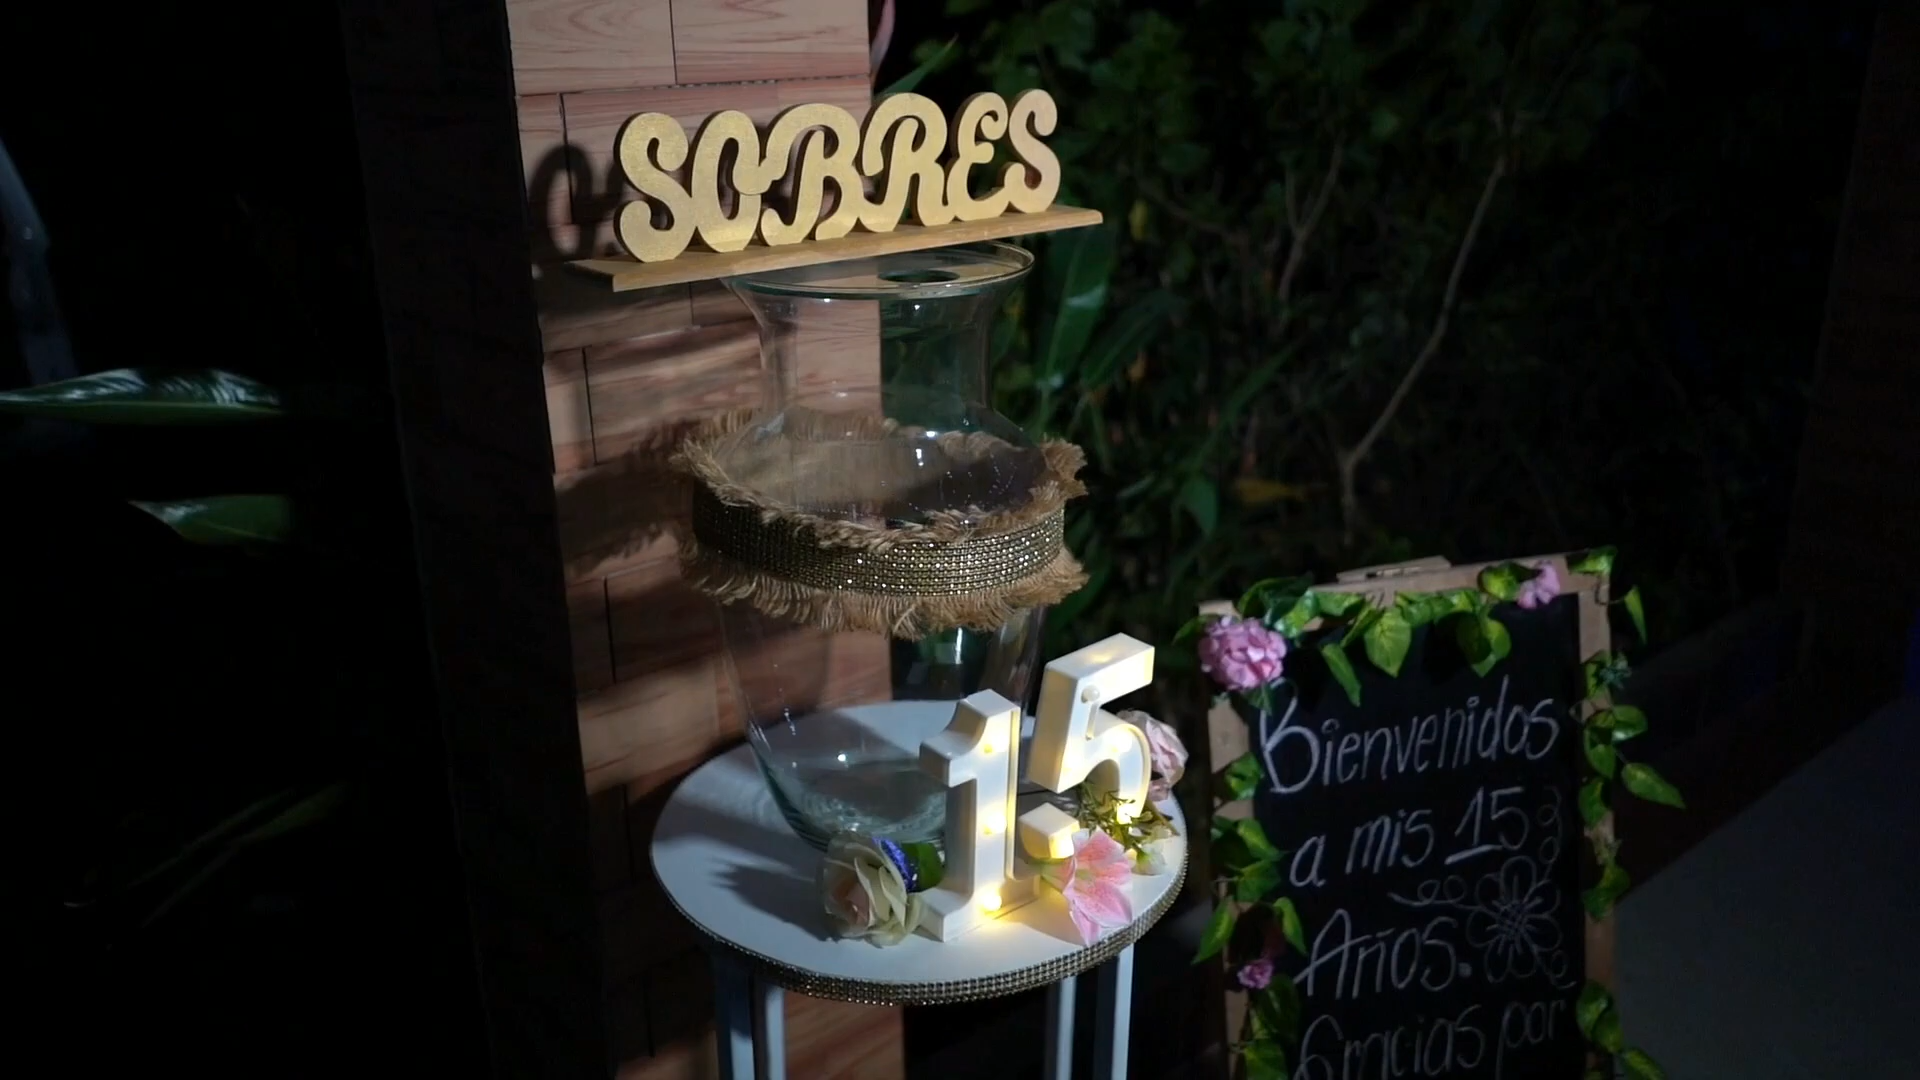 SOBRES
15
Bienvenidos
a mis 15
Años.
Gracias por